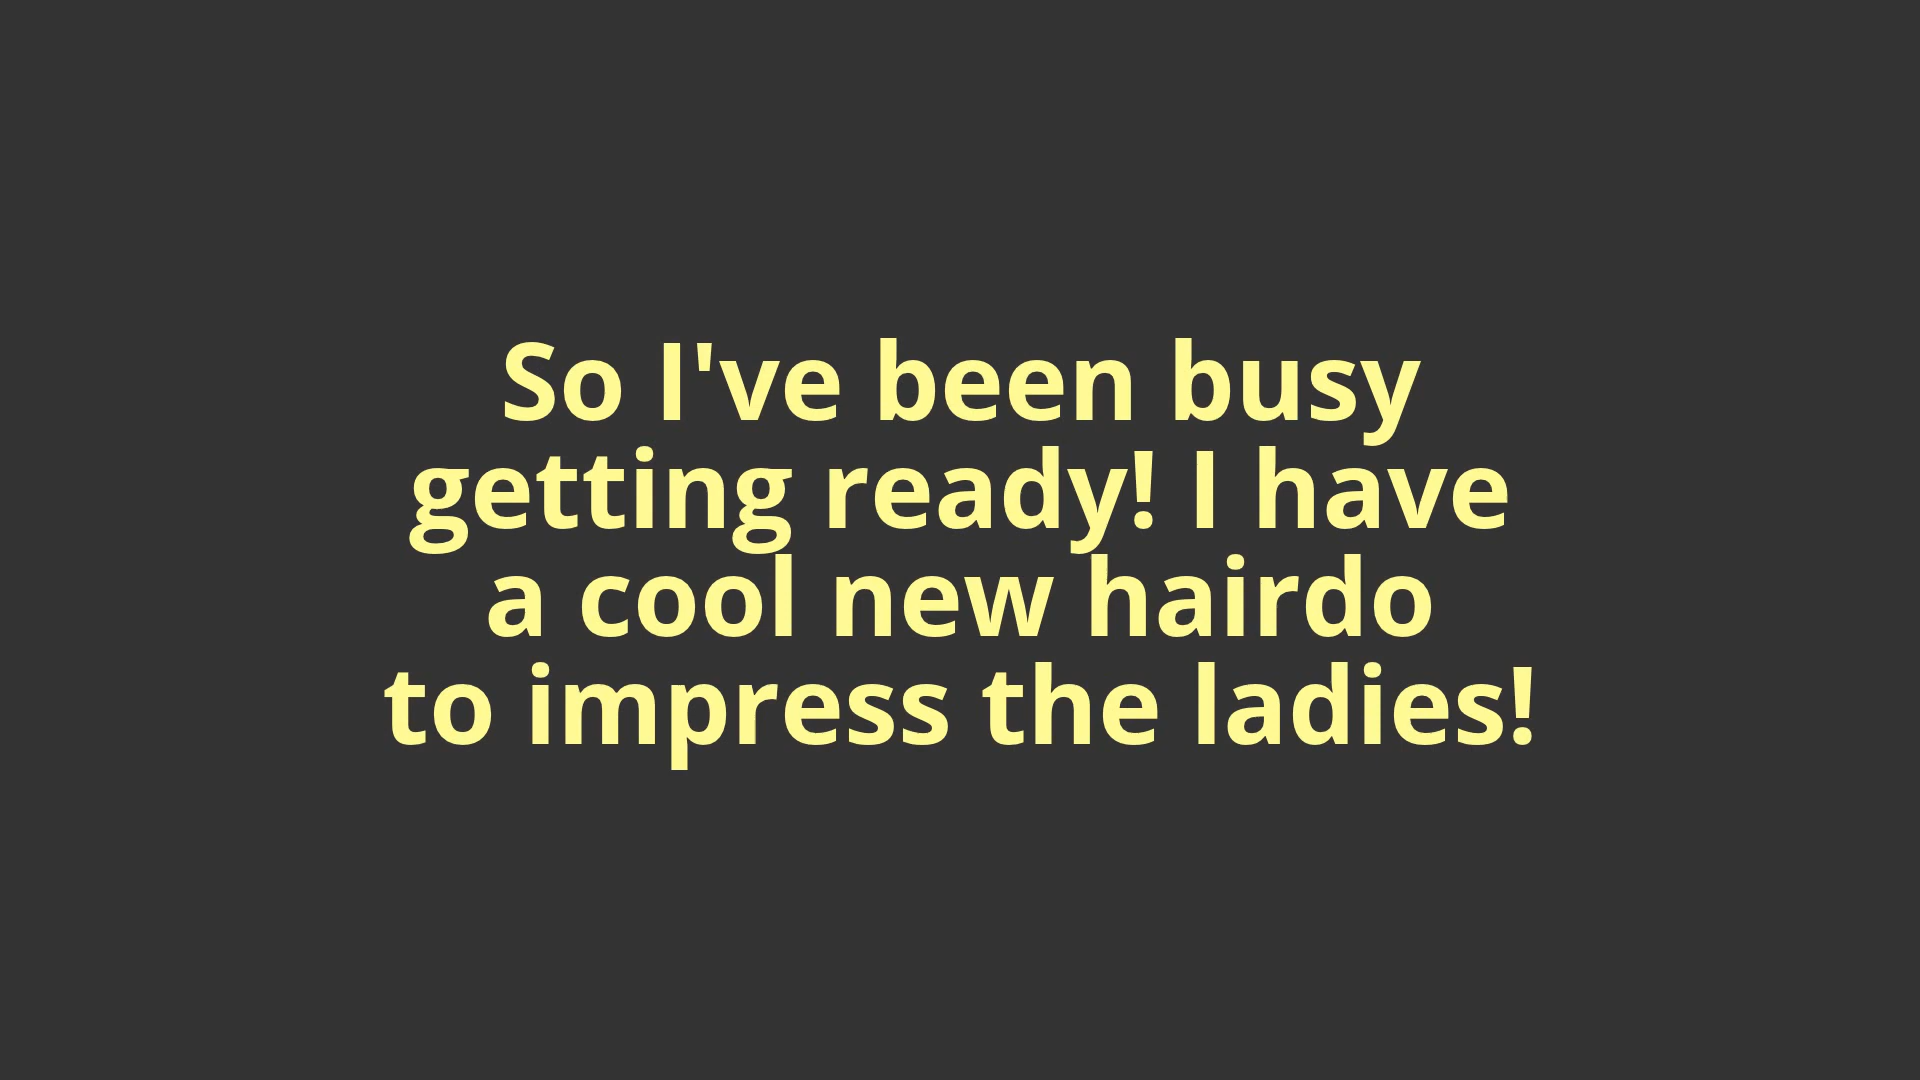 So I've been busy
getting ready! I have
a cool new hairdo
to impress the ladies!